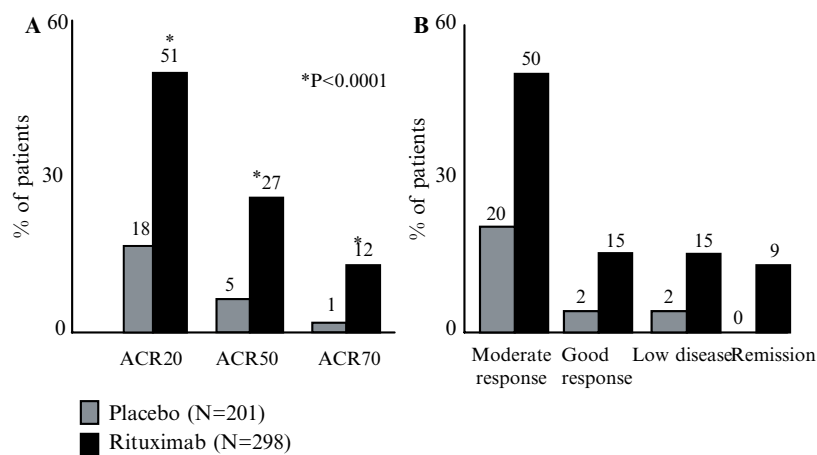 A
60
30
0
% of patients
*
51
18
*27
5
*
12
1
*P<0.0001
ACR20 ACR50 ACR70
Placebo (N=201)
Rituximab (N=298)
B
60
30
0
% of patients
50
20
15
2
15
2
9
0
Moderate response
Good response
Low disease
Remission